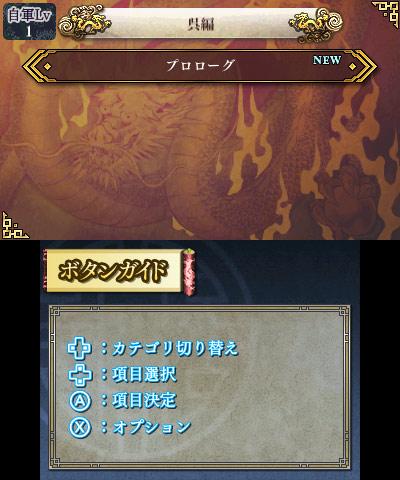 自軍Lv
1
呉編
プロローグ
NEW
ボタンガイド
：カテゴリ切り替え
：項目選択
Ⓐ：項目決定
Ⓧ：オプション